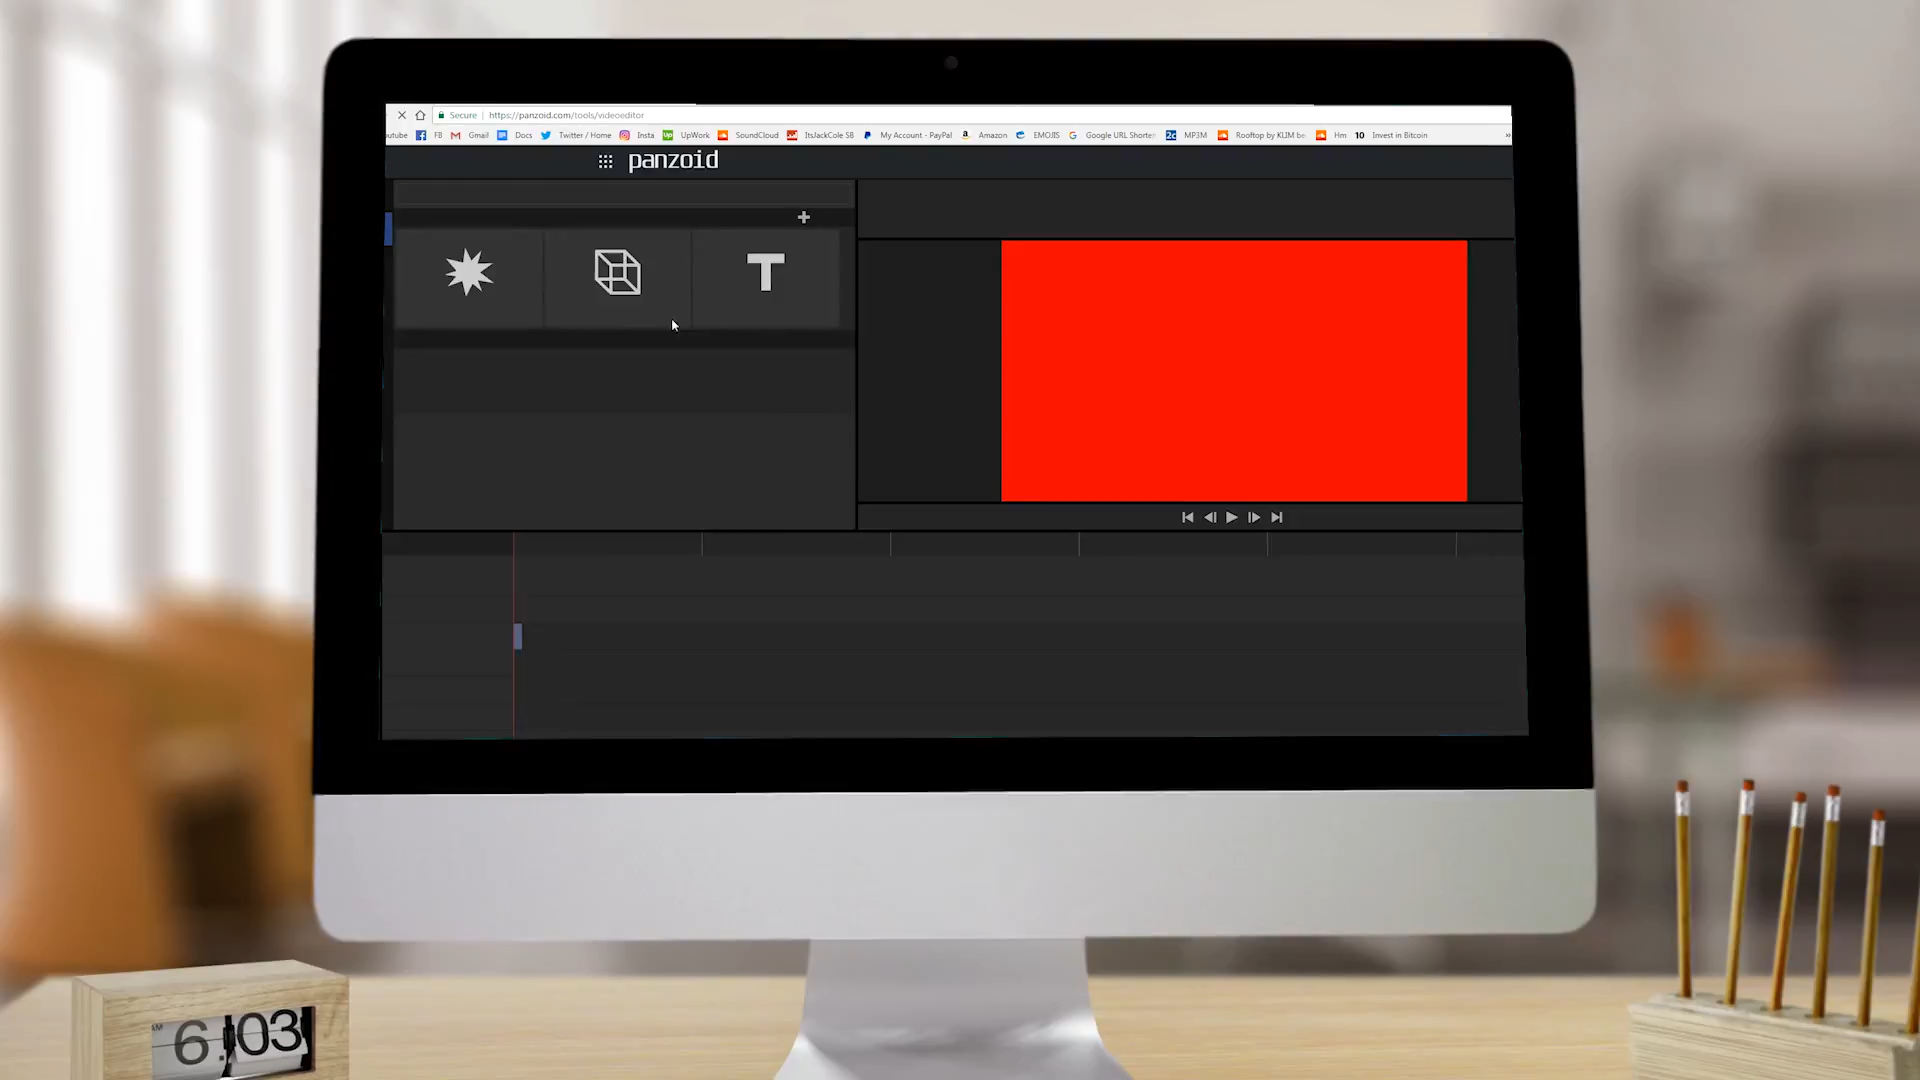 Secure | https://panzoid.com/tools/videoeditor
utube FB Gmail Docs Twitter / Home Insta Up UpWork SoundCloud ItsJackCole SB My Account - PayPal a Amazon EMOJIS G Google URL Shorten MP3M Rooftop by KLIM be Hm 10 Invest in Bitcoin »
panzoid
T
AM 6:03